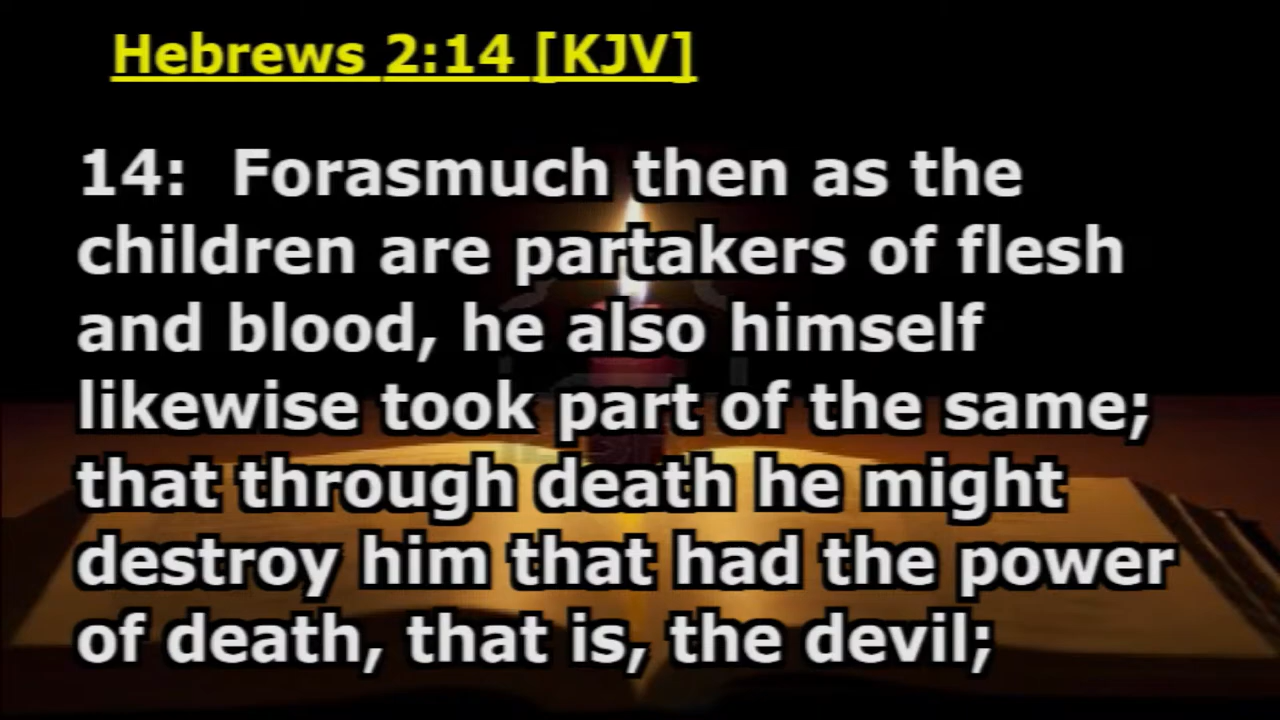 Hebrews 2:14 [KJV]
14: Forasmuch then as the
children are partakers of flesh
and blood, he also himself
likewise took part of the same;
that through death he might
destroy him that had the power
of death, that is, the devil;